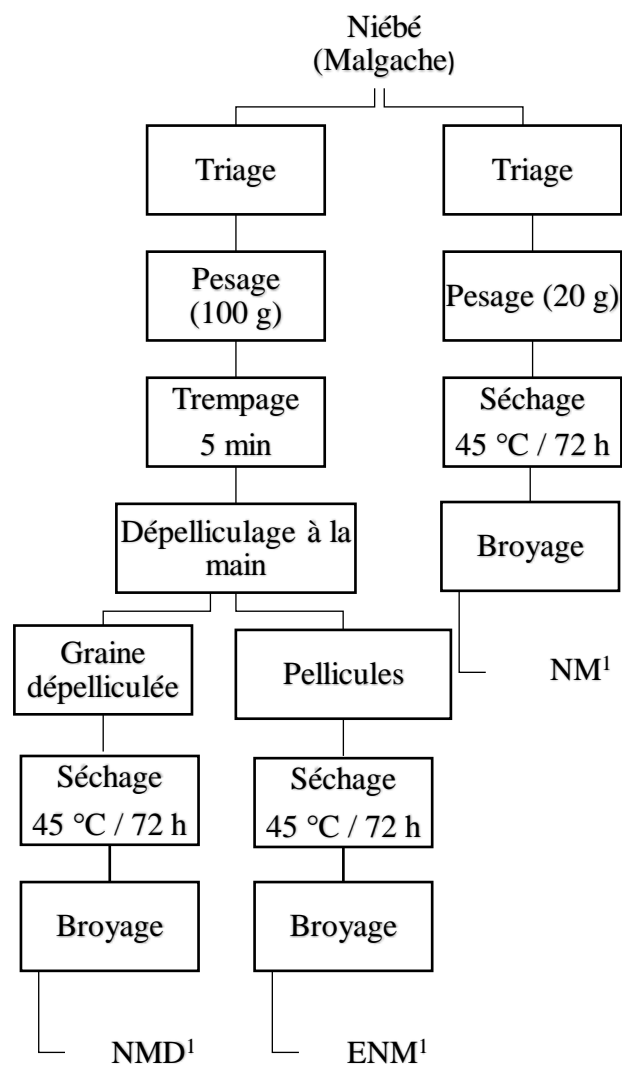 Niébé
(Malgache)
Triage
Triage
Pesage
(100 g)
Pesage (20 g)
Trempage
5 min
Séchage
45 °C / 72 h
Dépelliculage à la
main
Broyage
Graine
dépelliculée
Pellicules
NM¹
Séchage
45 °C / 72 h
Séchage
45 °C / 72 h
Broyage
Broyage
NMD¹
ENM¹